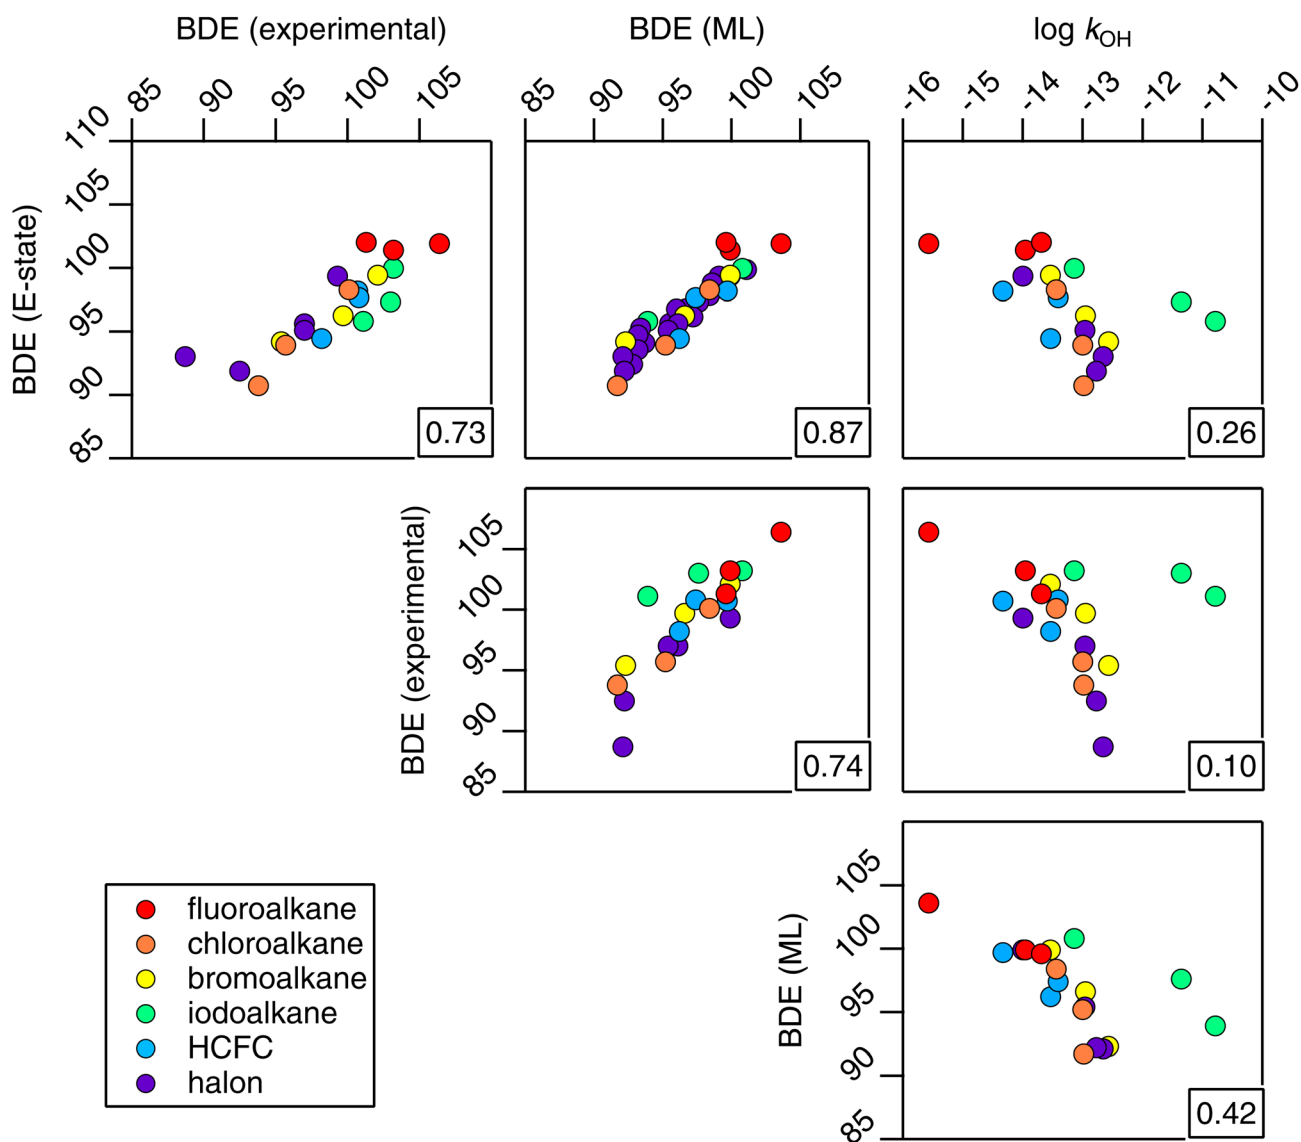 BDE (experimental) BDE (ML) log kOH
85 90 95 100 105 85 90 95 100 105 -16 -15 -14 -13 -12 -11 -10
BDE (E-state)
110
105
100
95
90
85
0.73 0.87 0.26
BDE (experimental)
105
100
95
90
85
0.74 0.10
BDE (ML)
105
100
95
90
85
0.42
fluoroalkane
chloroalkane
bromoalkane
iodoalkane
HCFC
halon